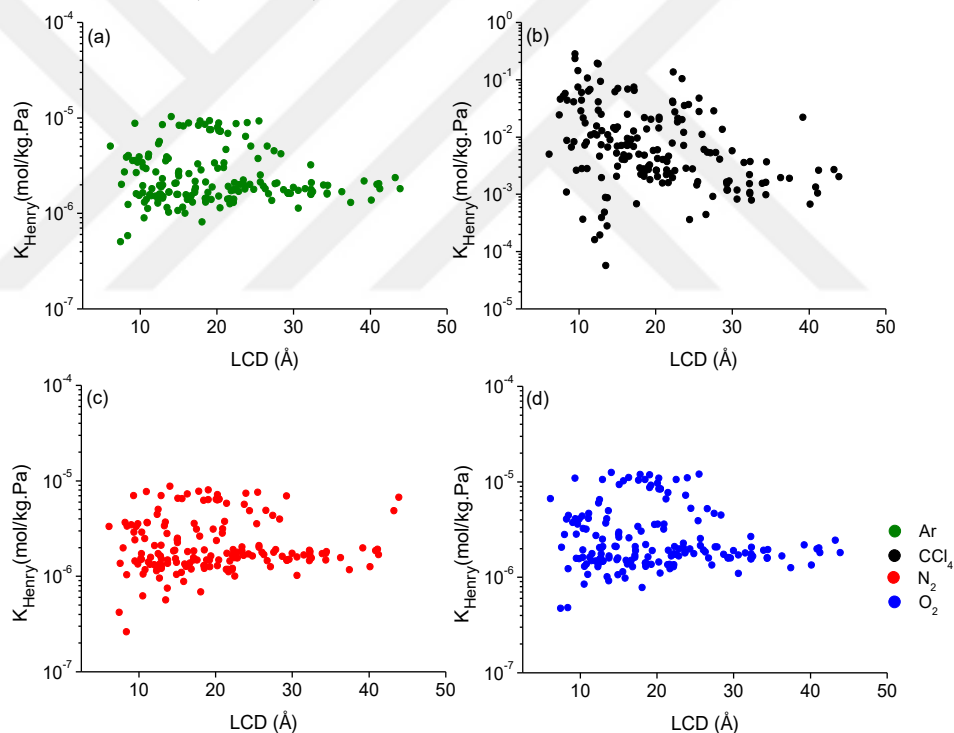 (a)
10⁻⁴
10⁻⁵
10⁻⁶
10⁻⁷
K_Henry(mol/kg.Pa)
10 20 30 40 50
LCD (Å)
(b)
10⁰
10⁻¹
10⁻²
10⁻³
10⁻⁴
10⁻⁵
K_Henry(mol/kg.Pa)
10 20 30 40 50
LCD (Å)
(c)
10⁻⁴
10⁻⁵
10⁻⁶
10⁻⁷
K_Henry(mol/kg.Pa)
10 20 30 40 50
LCD (Å)
(d)
10⁻⁴
10⁻⁵
10⁻⁶
10⁻⁷
K_Henry(mol/kg.Pa)
10 20 30 40 50
LCD (Å)
Ar
CCl₄
N₂
O₂